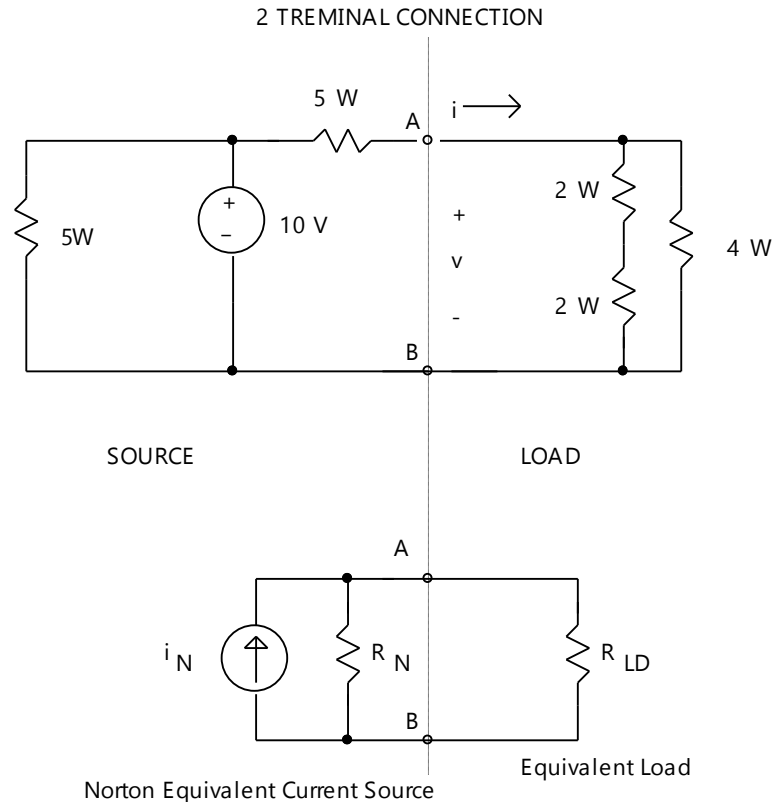 2 TREMINAL CONNECTION
5 W
A
i
5W
+
–
10 V
+
v
-
2 W
2 W
4 W
B
SOURCE
LOAD
A
i N
R N
R LD
B
Equivalent Load
Norton Equivalent Current Source